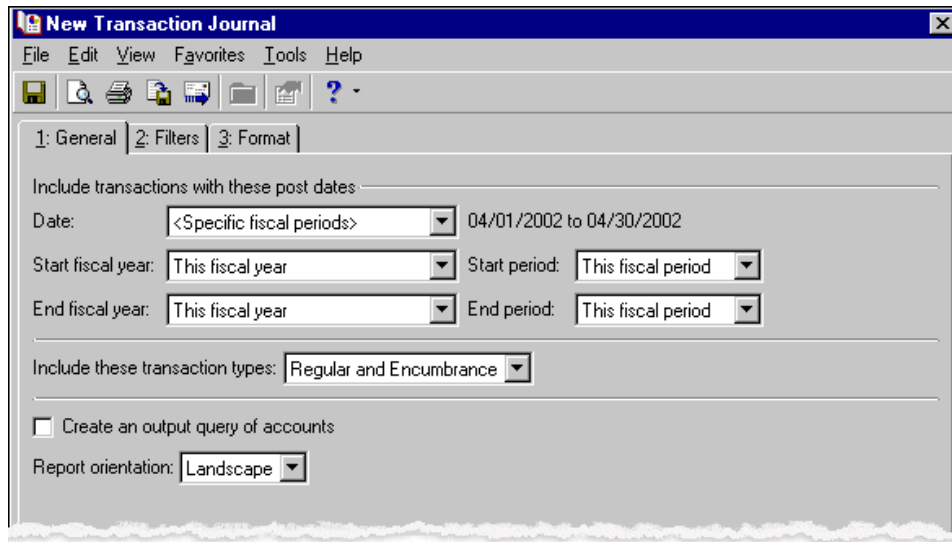 New Transaction Journal
File Edit View Favorites Tools Help
1: General 2: Filters 3: Format
Include transactions with these post dates
Date: <Specific fiscal periods> 04/01/2002 to 04/30/2002
Start fiscal year: This fiscal year Start period: This fiscal period
End fiscal year: This fiscal year End period: This fiscal period
Include these transaction types: Regular and Encumbrance
Create an output query of accounts
Report orientation: Landscape